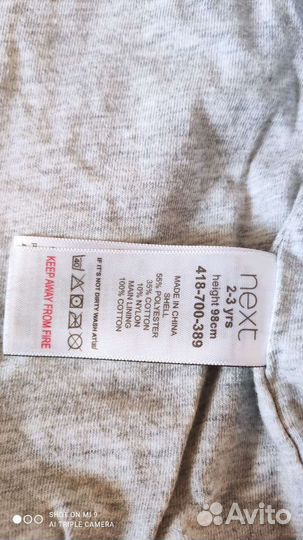 next
2-3 yrs
height 98cm
418-700-389
MADE IN CHINA
SHELL
55% POLYESTER
35% COTTON
10% NYLON
MAIN LINING
100% COTTON
IF IT'S NOT DIRTY WASH AT
40
KEEP AWAY FROM FIRE
SHOT ON MI 9
AI TRIPLE CAMERA
Avito